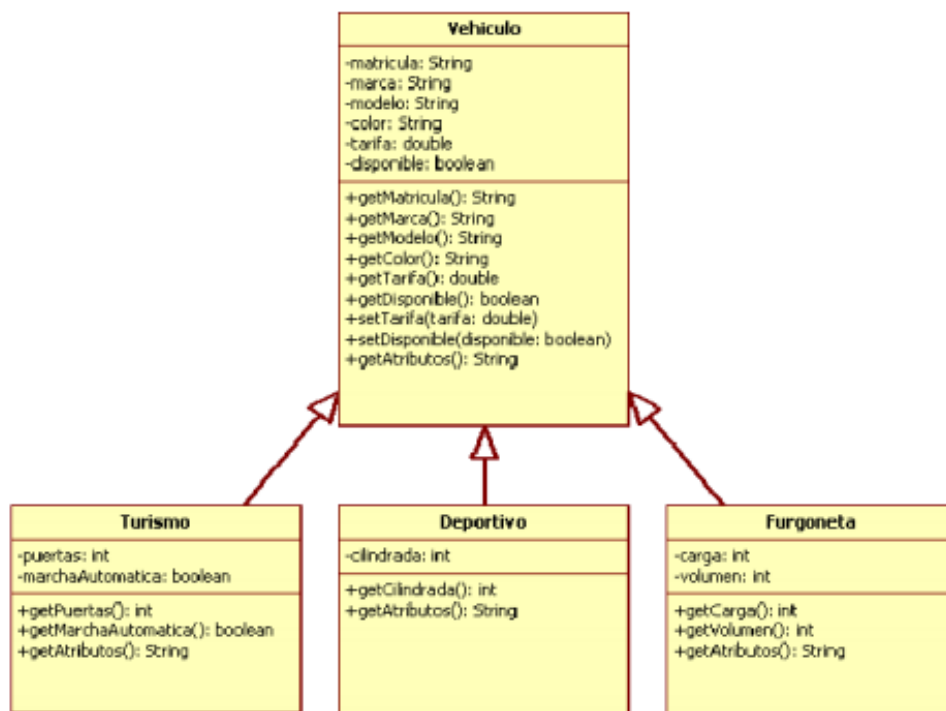 Vehiculo
-matricula: String
-marca: String
-modelo: String
-color: String
-tarifa: double
-disponible: boolean
+getMatricula(): String
+getMarca(): String
+getModelo(): String
+getColor(): String
+getTarifa(): double
+getDisponible(): boolean
+setTarifa(tarifa: double)
+setDisponible(disponible: boolean)
+getAtributos(): String
Turismo
-puertas: int
-marchaAutomatica: boolean
+getPuertas(): int
+getMarchaAutomatica(): boolean
+getAtributos(): String
Deportivo
-cilindrada: int
+getCilindrada(): int
+getAtributos(): String
Furgoneta
-carga: int
-volumen: int
+getCarga(): int
+getVolumen(): int
+getAtributos(): String